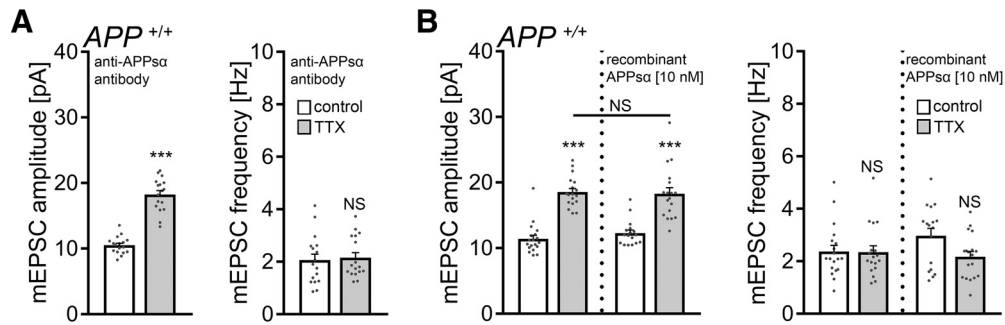 A
APP +/+
anti-APPsα
antibody
mEPSC amplitude [pA]
40
30
20
10
0
control
TTX
***
mEPSC frequency [Hz]
10
8
6
4
2
0
anti-APPsα
antibody
control
TTX
NS
B
APP +/+
mEPSC amplitude [pA]
40
30
20
10
0
recombinant
APPsα [10 nM]
NS
***
***
mEPSC frequency [Hz]
10
8
6
4
2
0
recombinant
APPsα [10 nM]
control
TTX
NS
NS